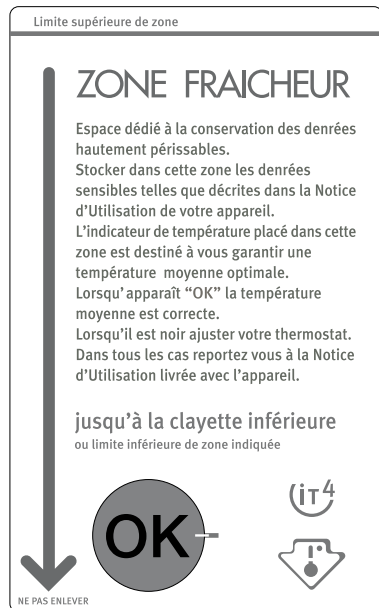 Limite supérieure de zone
ZONE FRAICHEUR
Espace dédié à la conservation des denrées
hautement périssables.
Stocker dans cette zone les denrées
sensibles telles que décrites dans la Notice
d'Utilisation de votre appareil.
L'indicateur de température placé dans cette
zone est destiné à vous garantir une
température moyenne optimale.
Lorsqu' apparaît “OK” la température
moyenne est correcte.
Lorsqu'il est noir ajuster votre thermostat.
Dans tous les cas reportez vous à la Notice
d'Utilisation livrée avec l'appareil.
jusqu'à la clayette inférieure
ou limite inférieure de zone indiquée
OK
iT4
NE PAS ENLEVER